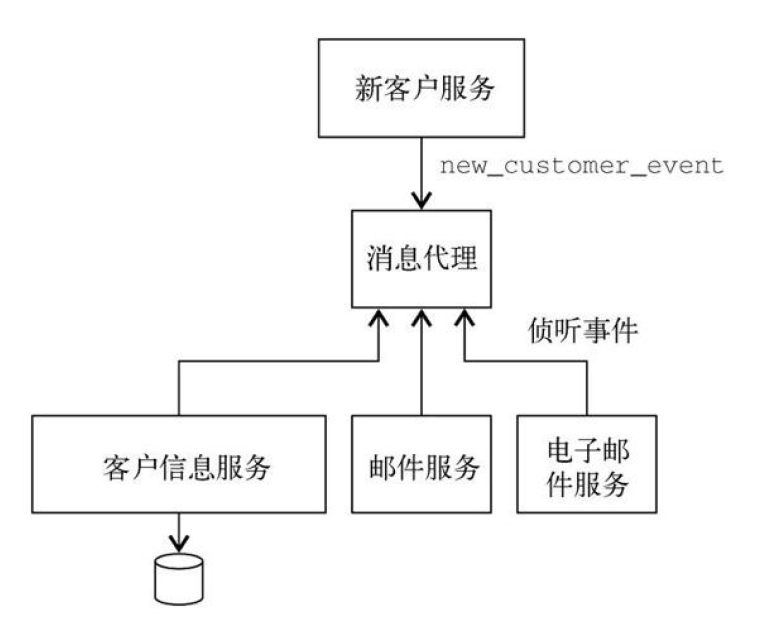 新客户服务
new_customer_event
消息代理
侦听事件
客户信息服务
邮件服务
电子邮
件服务